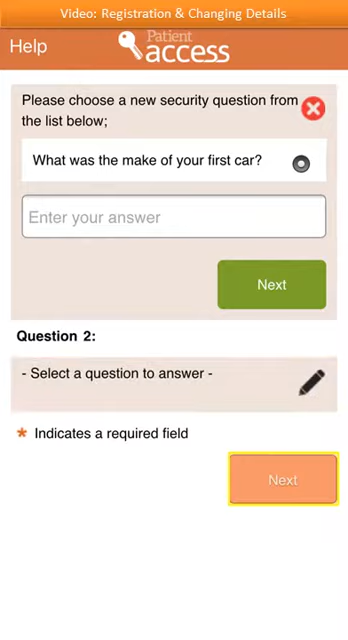 Video: Registration & Changing Details
Help
Patient
access
Please choose a new security question from
the list below;
What was the make of your first car?
Enter your answer
Next
Question 2:
- Select a question to answer -
* Indicates a required field
Next